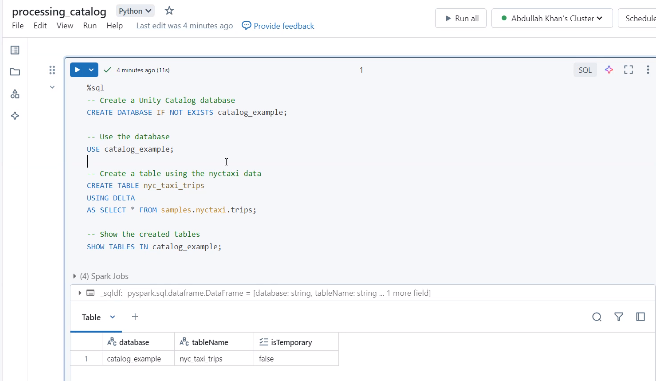 processing_catalog Python
File Edit View Run Help Last edit was 4 minutes ago Provide feedback
Run all
Abdullah Khan's Cluster
Schedule
4 minutes ago (11s)
1
SQL
%sql
-- Create a Unity Catalog database
CREATE DATABASE IF NOT EXISTS catalog_example;
-- Use the database
USE catalog_example;
-- Create a table using the nyctaxi data
CREATE TABLE nyc_taxi_trips
USING DELTA
AS SELECT * FROM samples.nyctaxi.trips;
-- Show the created tables
SHOW TABLES IN catalog_example;
(4) Spark Jobs
_sqldf: pyspark.sql.dataframe.DataFrame = [database: string, tableName: string ... 1 more field]
Table +
database tableName isTemporary
1 catalog_example nyc_taxi_trips false